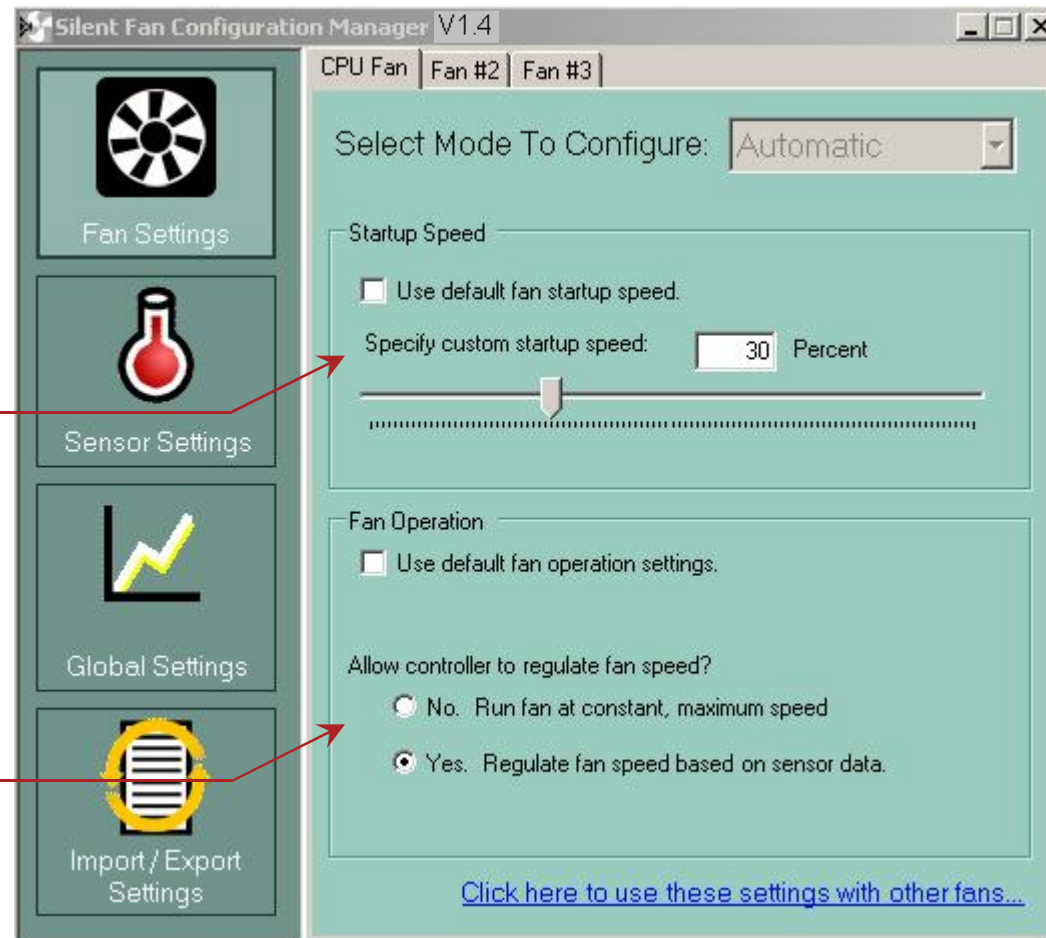 Silent Fan Configuration Manager V1.4
CPU Fan Fan #2 Fan #3
Fan Settings
Sensor Settings
Global Settings
Import / Export
Settings
Select Mode To Configure: Automatic
Startup Speed
Use default fan startup speed.
Specify custom startup speed: 30 Percent
Fan Operation
Use default fan operation settings.
Allow controller to regulate fan speed?
No. Run fan at constant, maximum speed
Yes. Regulate fan speed based on sensor data.
Click here to use these settings with other fans...